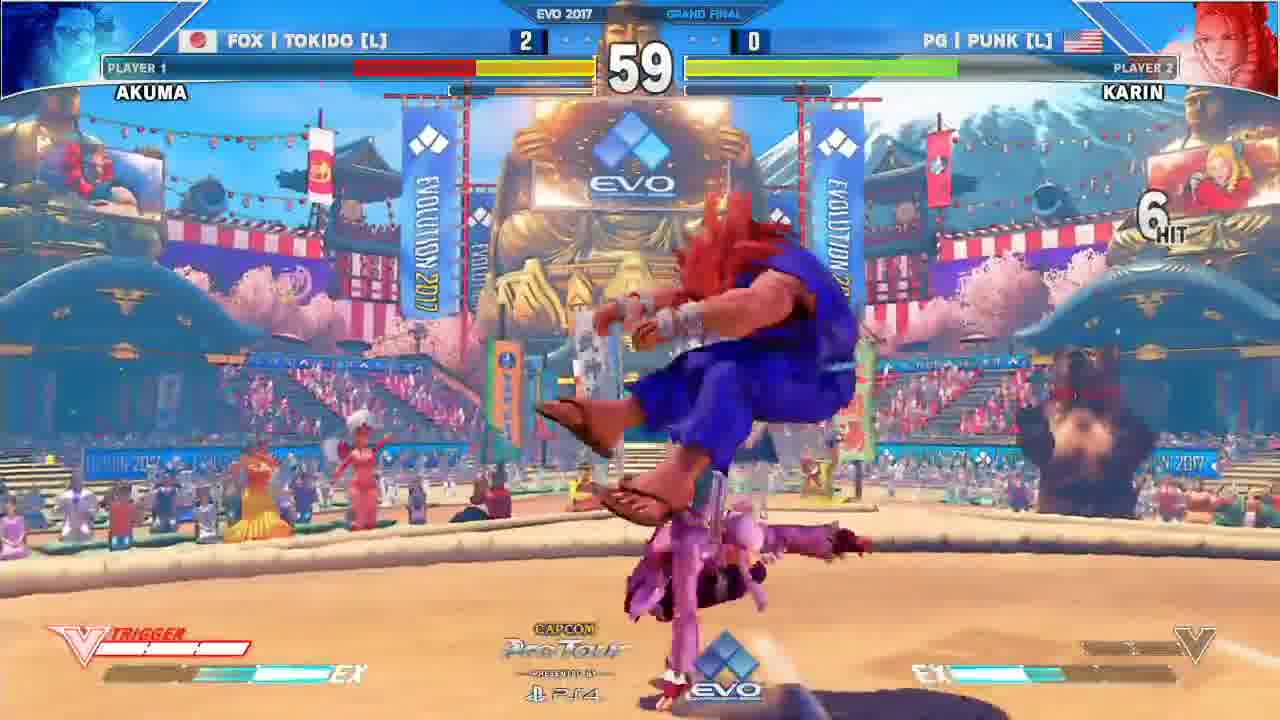 EVO 2017 GRAND FINAL
FOX | TOKIDO [L] 2 59 0 PG | PUNK [L]
PLAYER 1 PLAYER 2
AKUMA KARIN
EVO
EVOLUTION 2017
EVOLUTION 20
6 HIT
TRIGGER
EX
EX
CAPCOM
PRO TOUR
PRESENTED BY
PS4
EVO